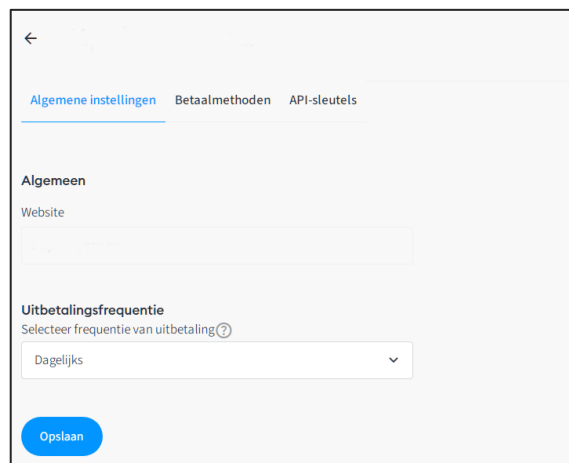 Algemene instellingen Betaalmethoden API-sleutels
Algemeen
Website
Uitbetalingsfrequentie
Selecteer frequentie van uitbetaling ?
Dagelijks
Opslaan